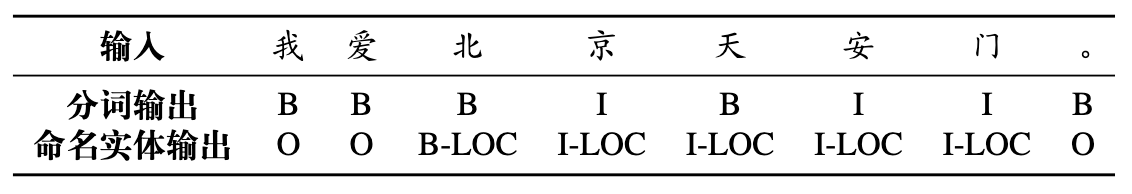 输入 我 爱 北 京 天 安 门 。
分词输出 B B B I B I I B
命名实体输出 O O B-LOC I-LOC I-LOC I-LOC I-LOC O